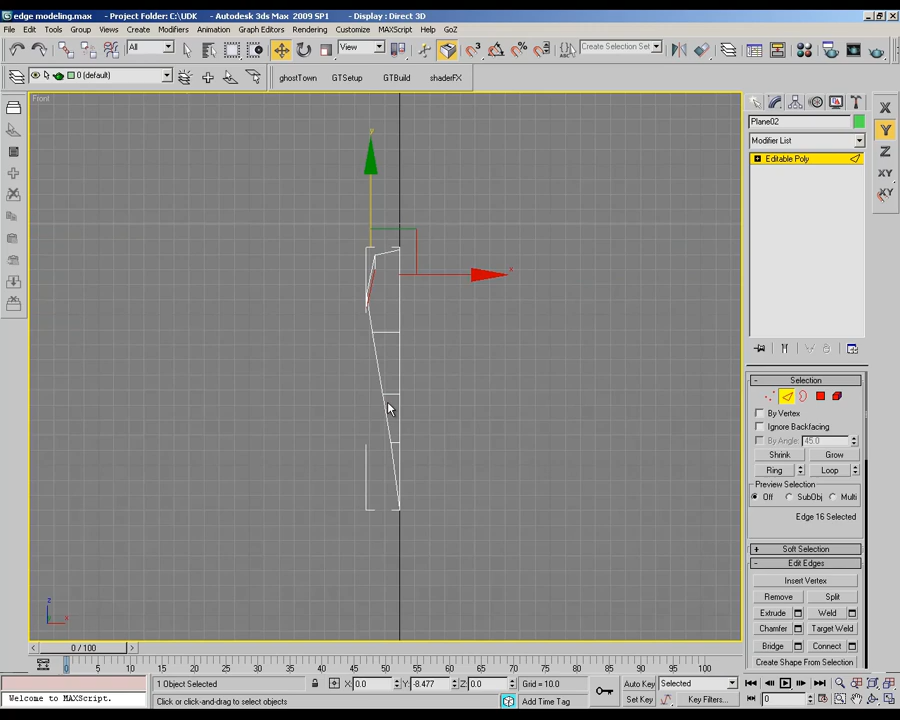 edge modeling.max - Project Folder: C:\UDK - Autodesk 3ds Max 2009 SP1 - Display : Direct 3D
File Edit Tools Group Views Create Modifiers Animation Graph Editors Rendering Customize MAXScript Help GoZ
All View Create Selection Set
0 (default) ghostTown GTSetup GTBuild shaderFX
Front
y
x
z
x
X
Y
Z
XY
XY
Plane02
Modifier List
Editable Poly
Selection
By Vertex
Ignore Backfacing
By Angle: 45.0
Shrink Grow
Ring Loop
Preview Selection
Off SubObj Multi
Edge 16 Selected
Soft Selection
Edit Edges
Insert Vertex
Remove Split
Extrude Weld
Chamfer Target Weld
Bridge Connect
Create Shape From Selection
0 / 100
0 5 10 15 20 25 30 35 40 45 50 55 60 65 70 75 80 85 90 95 100
Welcome to MAXScript.
1 Object Selected X: 0.0 Y: -8.477 Z: 0.0 Grid = 10.0
Click or click-and-drag to select objects Add Time Tag
Auto Key Selected
Set Key Key Filters... 0